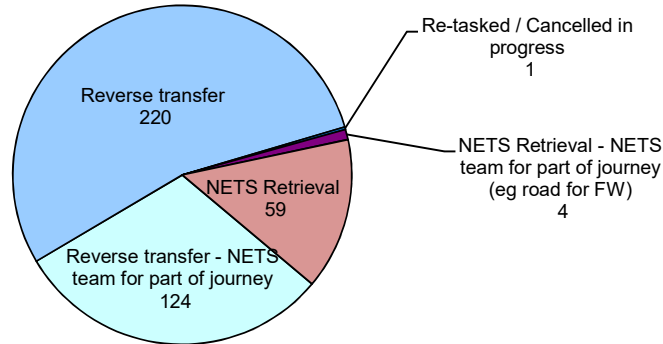 Re-tasked / Cancelled in
progress
1
Reverse transfer
220
NETS Retrieval - NETS
team for part of journey
(eg road for FW)
4
NETS Retrieval
59
Reverse transfer - NETS
team for part of journey
124